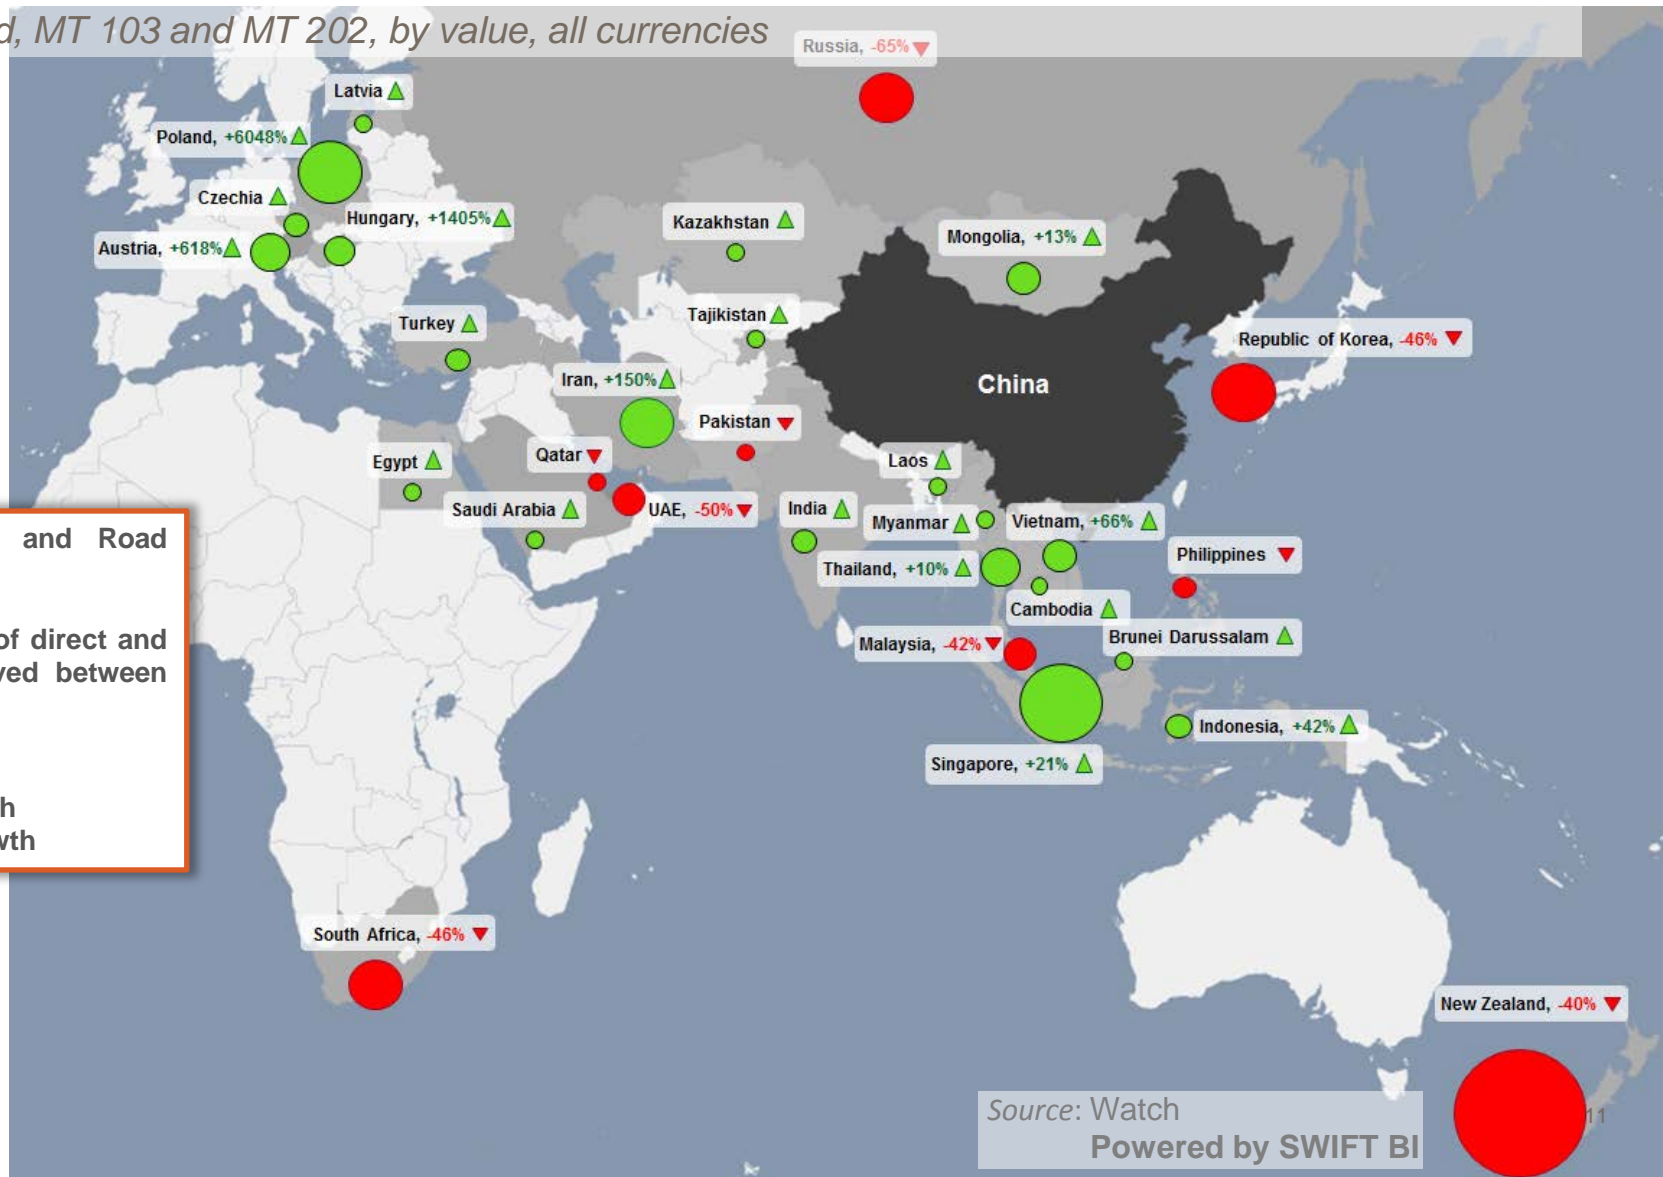 MT 103 and MT 202, by value, all currencies
Russia, -65%
Latvia
Poland, +6048%
Czechia
Hungary, +1405%
Austria, +618%
Kazakhstan
Mongolia, +13%
Turkey
Tajikistan
Republic of Korea, -46%
Iran, +150%
China
Pakistan
Qatar
Egypt
Laos
Saudi Arabia
UAE, -50%
India
Myanmar
Vietnam, +66%
Thailand, +10%
Philippines
Cambodia
Malaysia, -42%
Brunei Darussalam
Indonesia, +42%
Singapore, +21%
and Road
of direct and
between
South Africa, -46%
New Zealand, -40%
Source: Watch
Powered by SWIFT BI
11